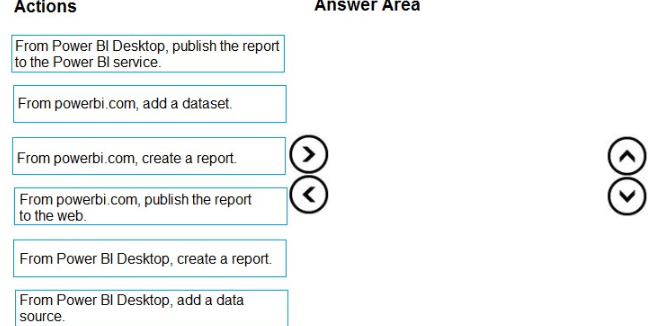 Actions
Answer Area
From Power BI Desktop, publish the report
to the Power BI service.
From powerbi.com, add a dataset.
From powerbi.com, create a report.
From powerbi.com, publish the report
to the web.
From Power BI Desktop, create a report.
From Power BI Desktop, add a data
source.